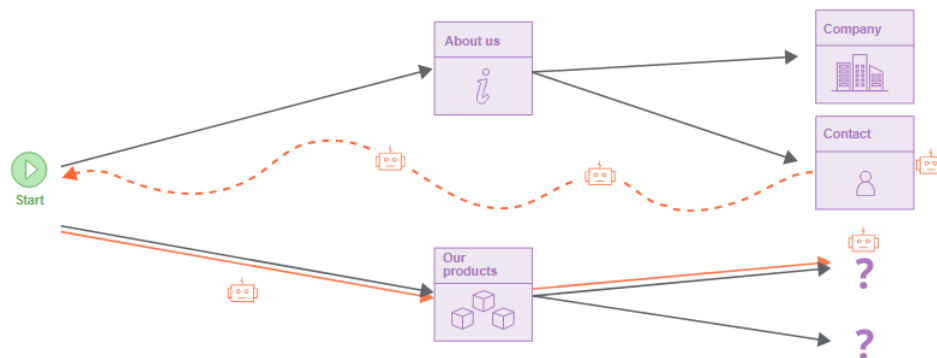 Company
About us
Contact
Start
Our
products
?
?